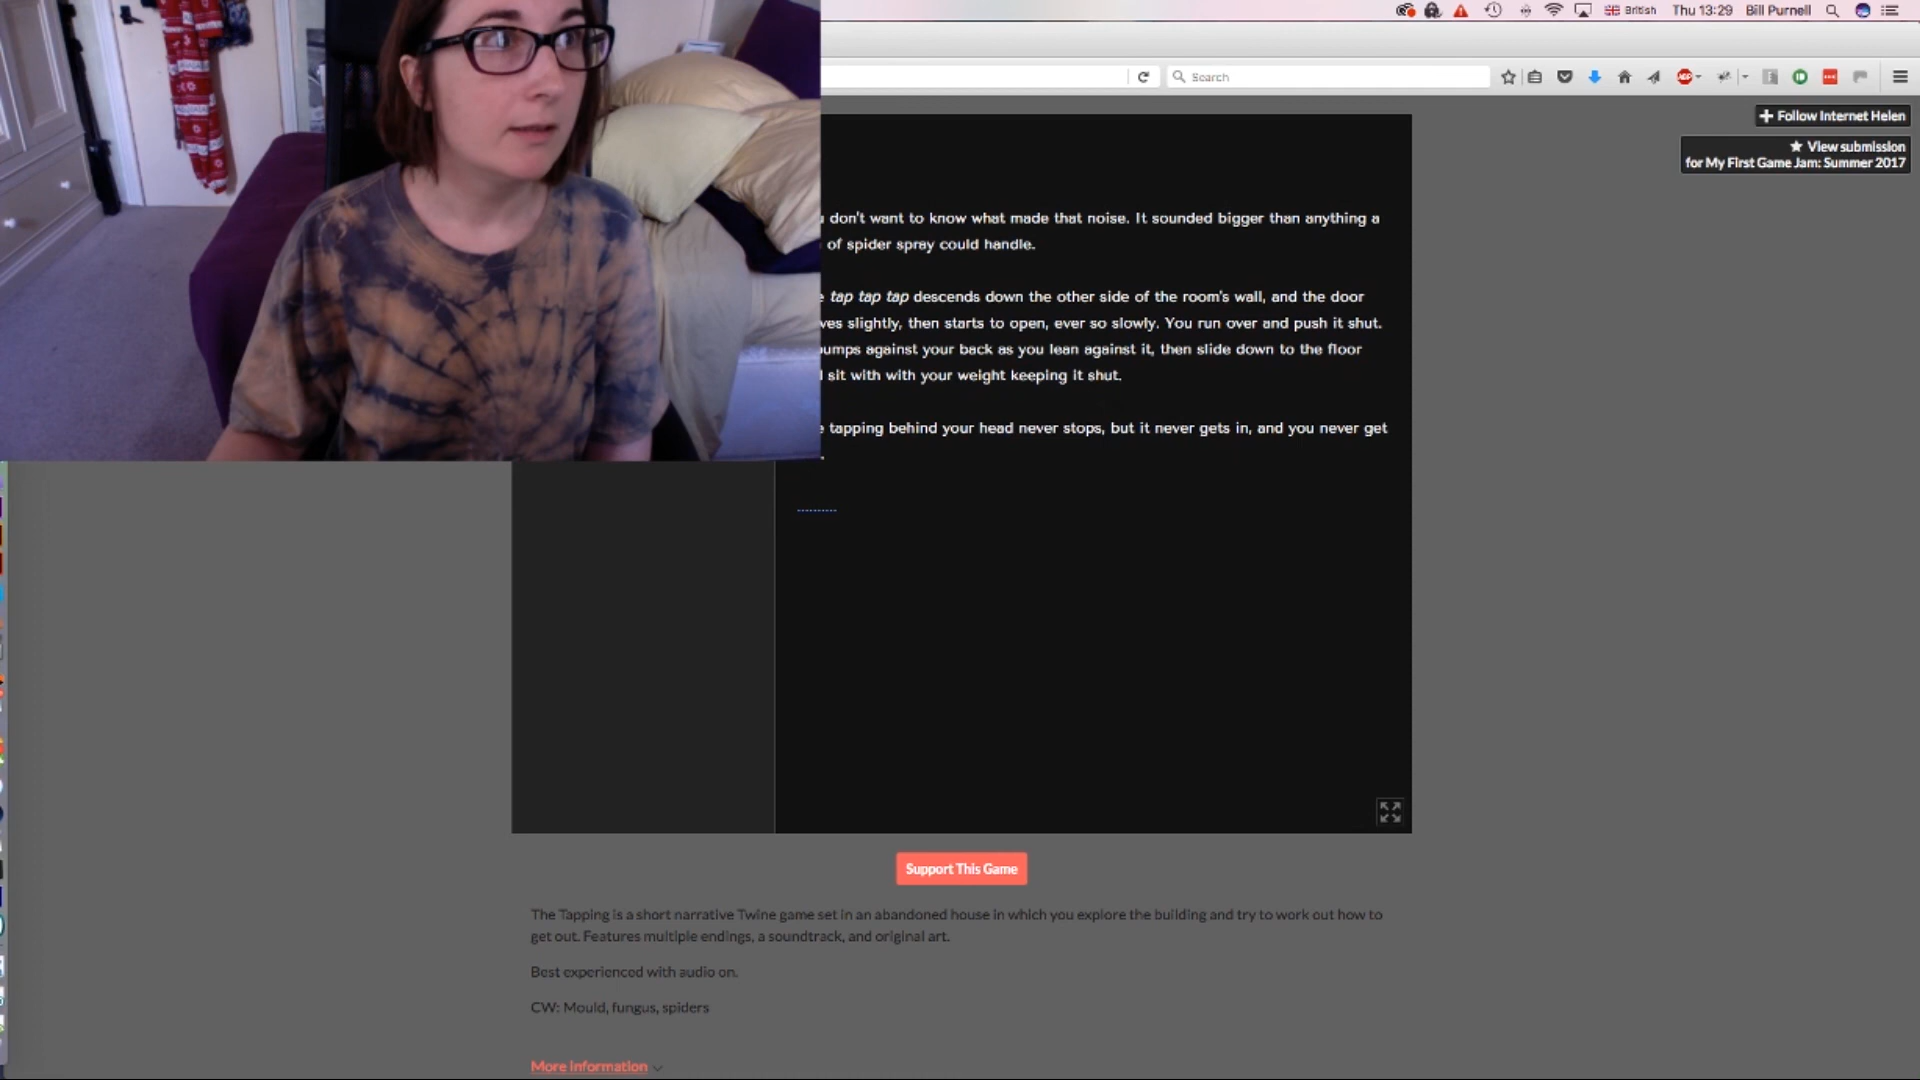 British Thu 13:29 Bill Purnell
Search
Follow Internet Helen
View submission
for My First Game Jam: Summer 2017
don't want to know what made that noise. It sounded bigger than anything a
of spider spray could handle.
tap tap tap descends down the other side of the room's wall, and the door
ves slightly, then starts to open, ever so slowly. You run over and push it shut.
umps against your back as you lean against it, then slide down to the floor
sit with with your weight keeping it shut.
tapping behind your head never stops, but it never gets in, and you never get
Support This Game
The Tapping is a short narrative Twine game set in an abandoned house in which you explore the building and try to work out how to
get out. Features multiple endings, a soundtrack, and original art.
Best experienced with audio on.
CW: Mould, fungus, spiders
More information